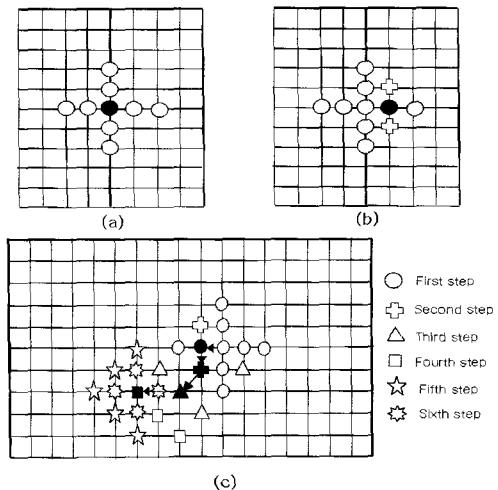 (a)
(b)
First step
Second step
Third step
Fourth step
Fifth step
Sixth step
(c)